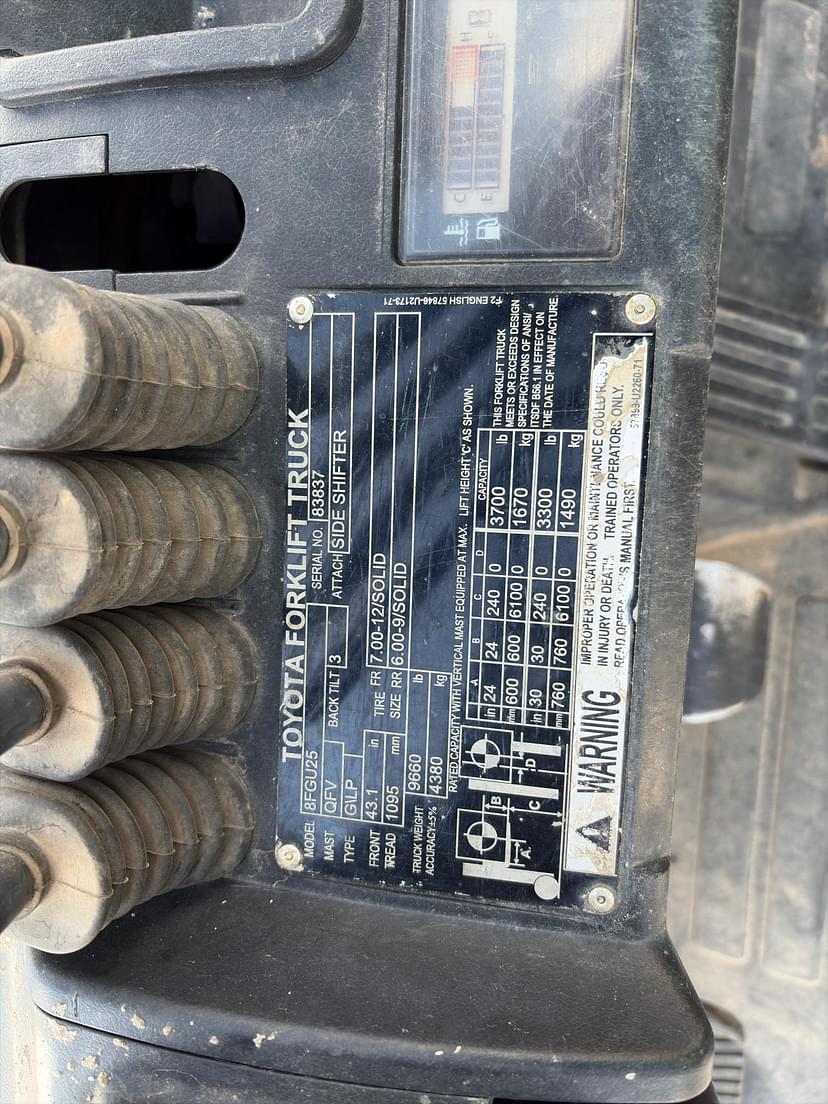 H F
C E
TOYOTA FORKLIFT TRUCK
MODEL 8FGU25 SERIAL NO. 83837
MAST QFV BACK TILT 3 ATTACH SIDE SHIFTER
TYPE G\LP
FRONT TREAD 43.1 in TIRE SIZE FR 7.00-12/SOLID
1095 mm RR 6.00-9/SOLID
TRUCK WEIGHT 9660 lb
ACCURACY±5% 4380 kg
RATED CAPACITY WITH VERTICAL MAST EQUIPPED AT MAX. LIFT HEIGHT "C" AS SHOWN.
A B C D CAPACITY
in 24 24 240 0 3700 lb
mm 600 600 6100 0 1670 kg
in 30 30 240 0 3300 lb
mm 760 760 6100 0 1490 kg
THIS FORKLIFT TRUCK
MEETS OR EXCEEDS DESIGN
SPECIFICATIONS OF ANSI/
ITSDF B56.1 IN EFFECT ON
THE DATE OF MANUFACTURE.
A B C D
WARNING
IMPROPER OPERATION OR MAINTENANCE COULD RESULT
IN INJURY OR DEATH. TRAINED OPERATORS ONLY.
READ OPERATOR'S MANUAL FIRST.
57899-U2260-71
ENGLISH 57846-U2173-71